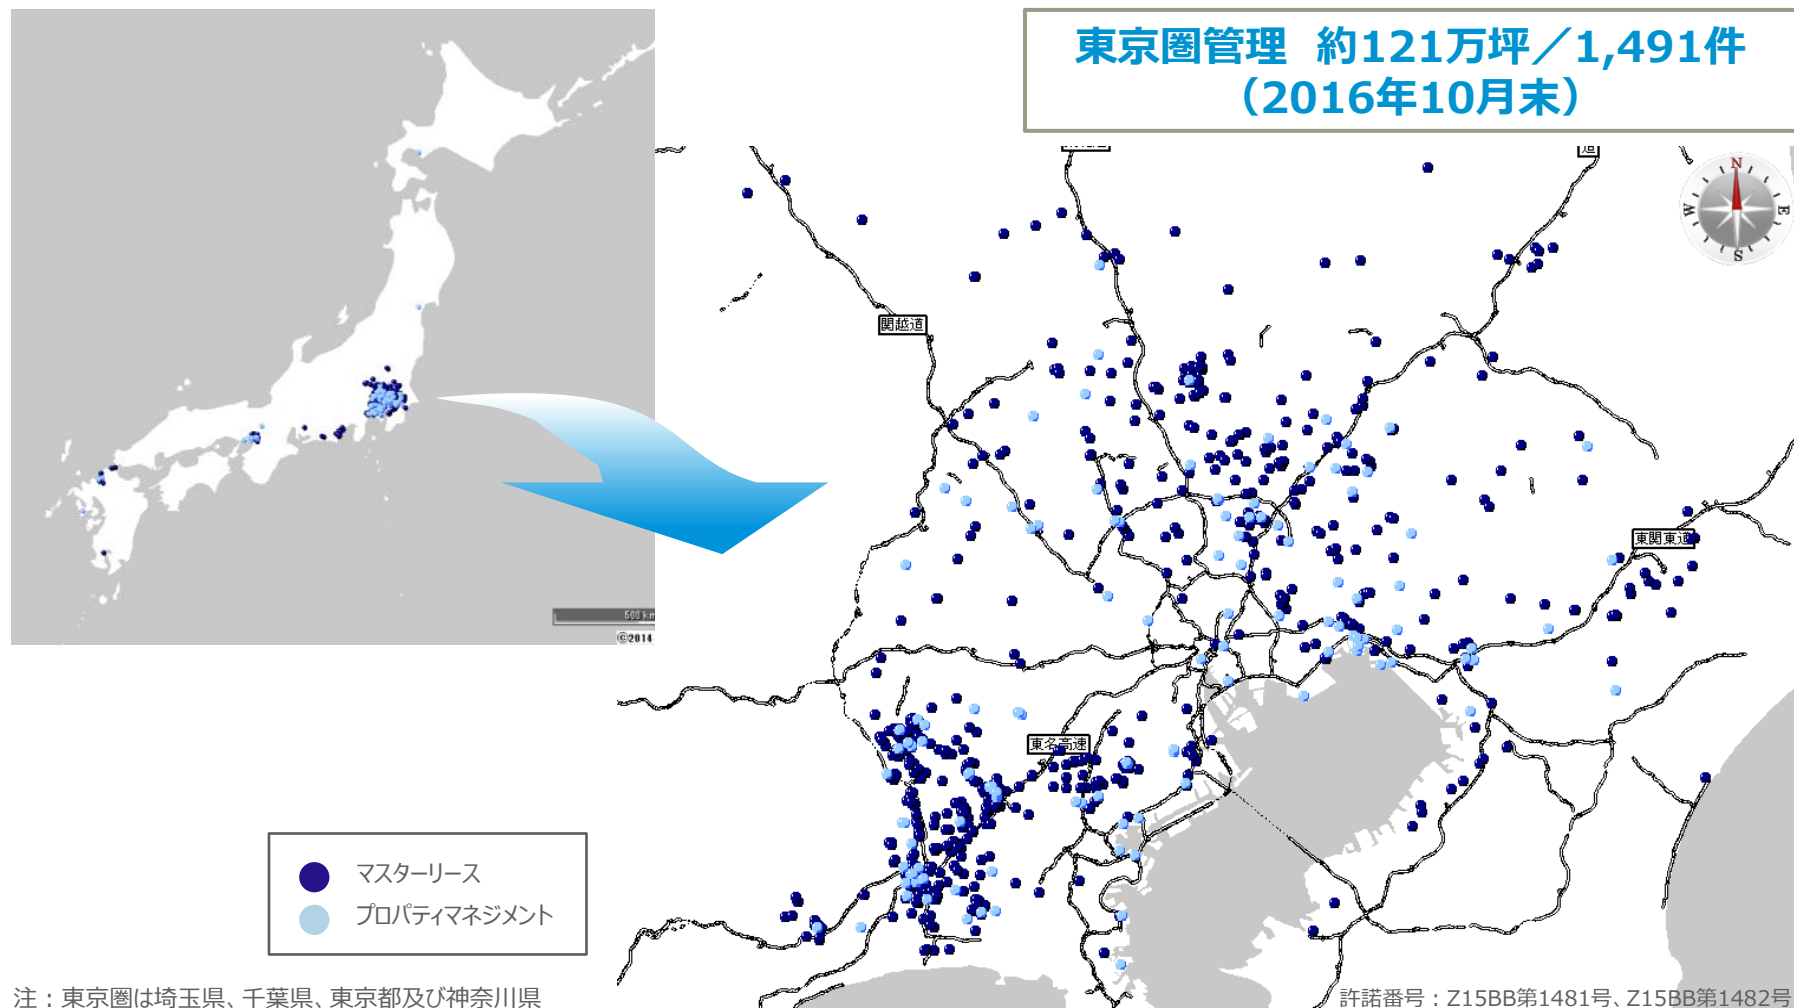 東京圏管理 約121万坪／1,491件
（2016年10月末）
道
N
W
E
S
関越道
東関東道
500 km
©2014
東名高速
マスターリース
プロパティマネジメント
注：東京圏は埼玉県、千葉県、東京都及び神奈川県
許諾番号：Z15BB第1481号、Z15BB第1482号